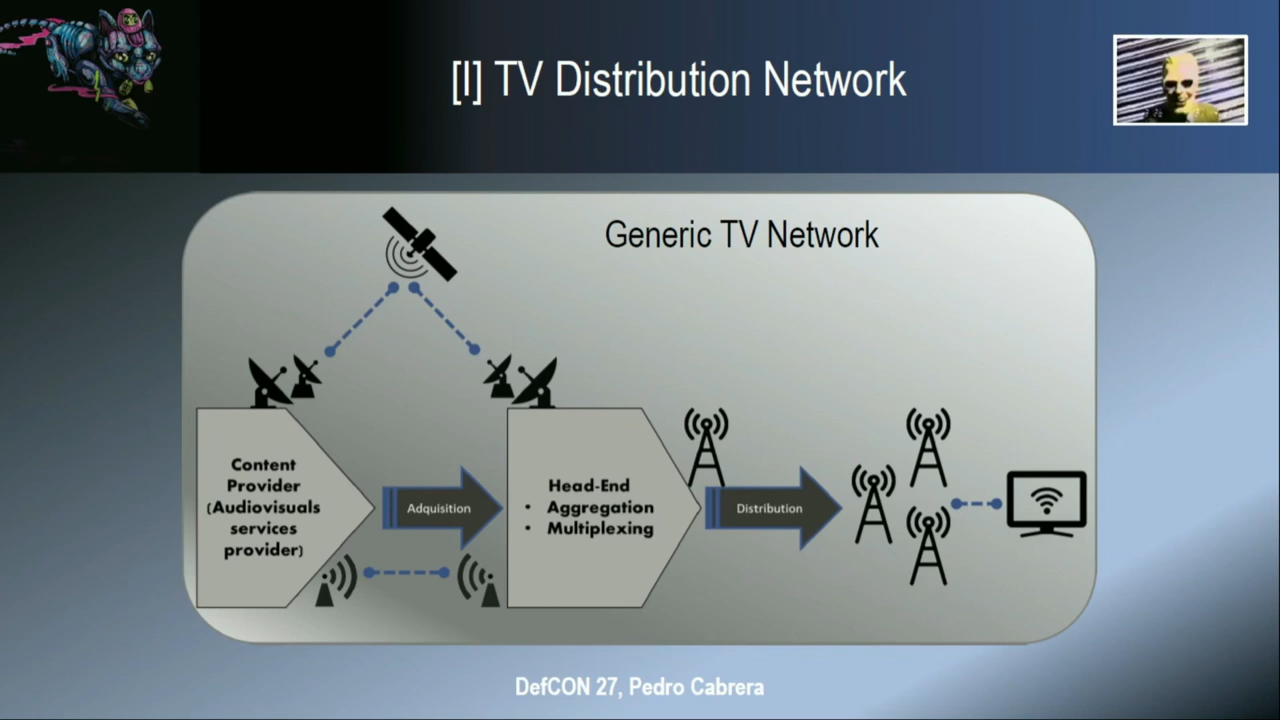 [I] TV Distribution Network
Generic TV Network
Content
Provider
(Audiovisuals
services
provider)
Adquisition
Head-End
• Aggregation
• Multiplexing
Distribution
DefCON 27, Pedro Cabrera